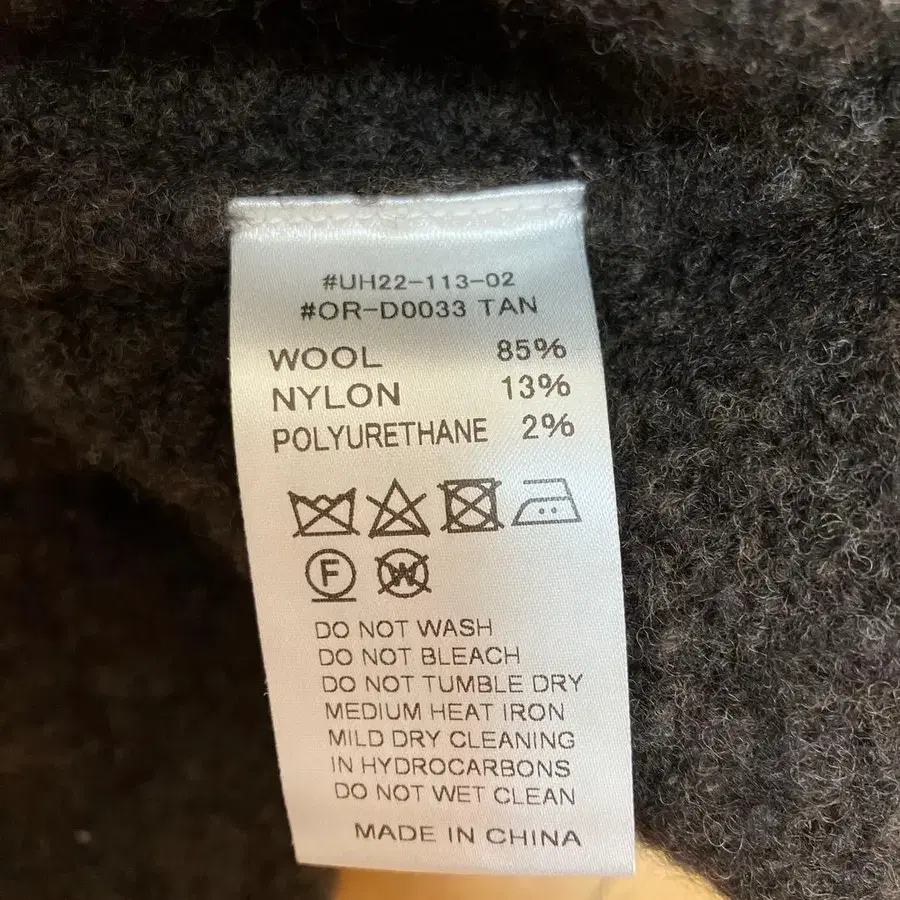 #UH22-113-02
#OR-D0033 TAN
WOOL 85%
NYLON 13%
POLYURETHANE 2%
F W
DO NOT WASH
DO NOT BLEACH
DO NOT TUMBLE DRY
MEDIUM HEAT IRON
MILD DRY CLEANING
IN HYDROCARBONS
DO NOT WET CLEAN
MADE IN CHINA